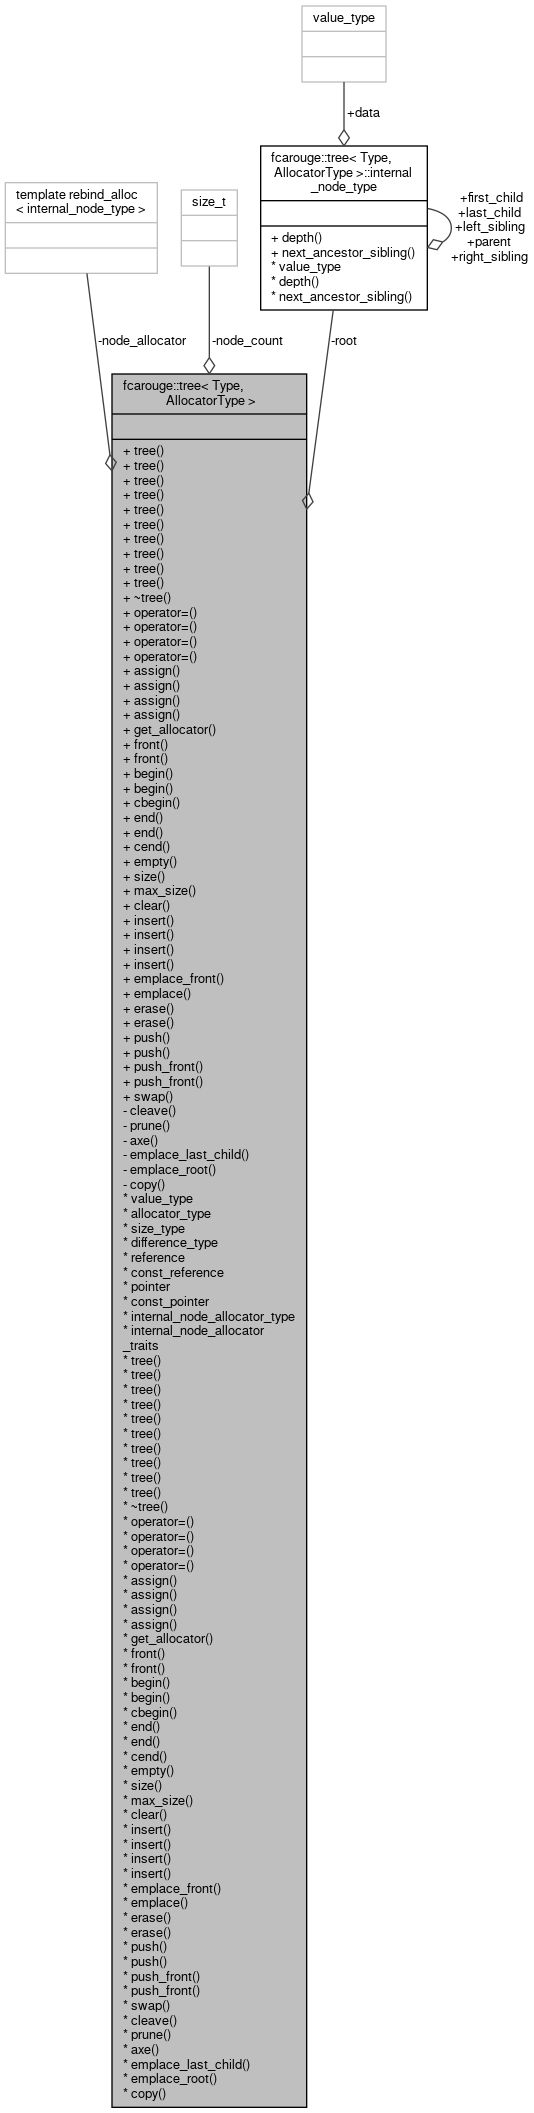 value_type
+data
fcarouge::tree< Type,
AllocatorType >::internal
_node_type
+ depth()
+ next_ancestor_sibling()
* value_type
* depth()
* next_ancestor_sibling()
+first_child
+last_child
+left_sibling
+parent
+right_sibling
template rebind_alloc
< internal_node_type >
size_t
-node_allocator
-node_count
-root
fcarouge::tree< Type,
AllocatorType >
+ tree()
+ tree()
+ tree()
+ tree()
+ tree()
+ tree()
+ tree()
+ tree()
+ tree()
+ tree()
+ ~tree()
+ operator=()
+ operator=()
+ operator=()
+ operator=()
+ assign()
+ assign()
+ assign()
+ assign()
+ get_allocator()
+ front()
+ front()
+ begin()
+ begin()
+ cbegin()
+ end()
+ end()
+ cend()
+ empty()
+ size()
+ max_size()
+ clear()
+ insert()
+ insert()
+ insert()
+ insert()
+ emplace_front()
+ emplace()
+ erase()
+ erase()
+ push()
+ push()
+ push_front()
+ push_front()
+ swap()
- cleave()
- prune()
- axe()
- emplace_last_child()
- emplace_root()
- copy()
* value_type
* allocator_type
* size_type
* difference_type
* reference
* const_reference
* pointer
* const_pointer
* internal_node_allocator_type
* internal_node_allocator
_traits
* tree()
* tree()
* tree()
* tree()
* tree()
* tree()
* tree()
* tree()
* tree()
* tree()
* ~tree()
* operator=()
* operator=()
* operator=()
* operator=()
* assign()
* assign()
* assign()
* assign()
* get_allocator()
* front()
* front()
* begin()
* begin()
* cbegin()
* end()
* end()
* cend()
* empty()
* size()
* max_size()
* clear()
* insert()
* insert()
* insert()
* insert()
* emplace_front()
* emplace()
* erase()
* erase()
* push()
* push()
* push_front()
* push_front()
* swap()
* cleave()
* prune()
* axe()
* emplace_last_child()
* emplace_root()
* copy()